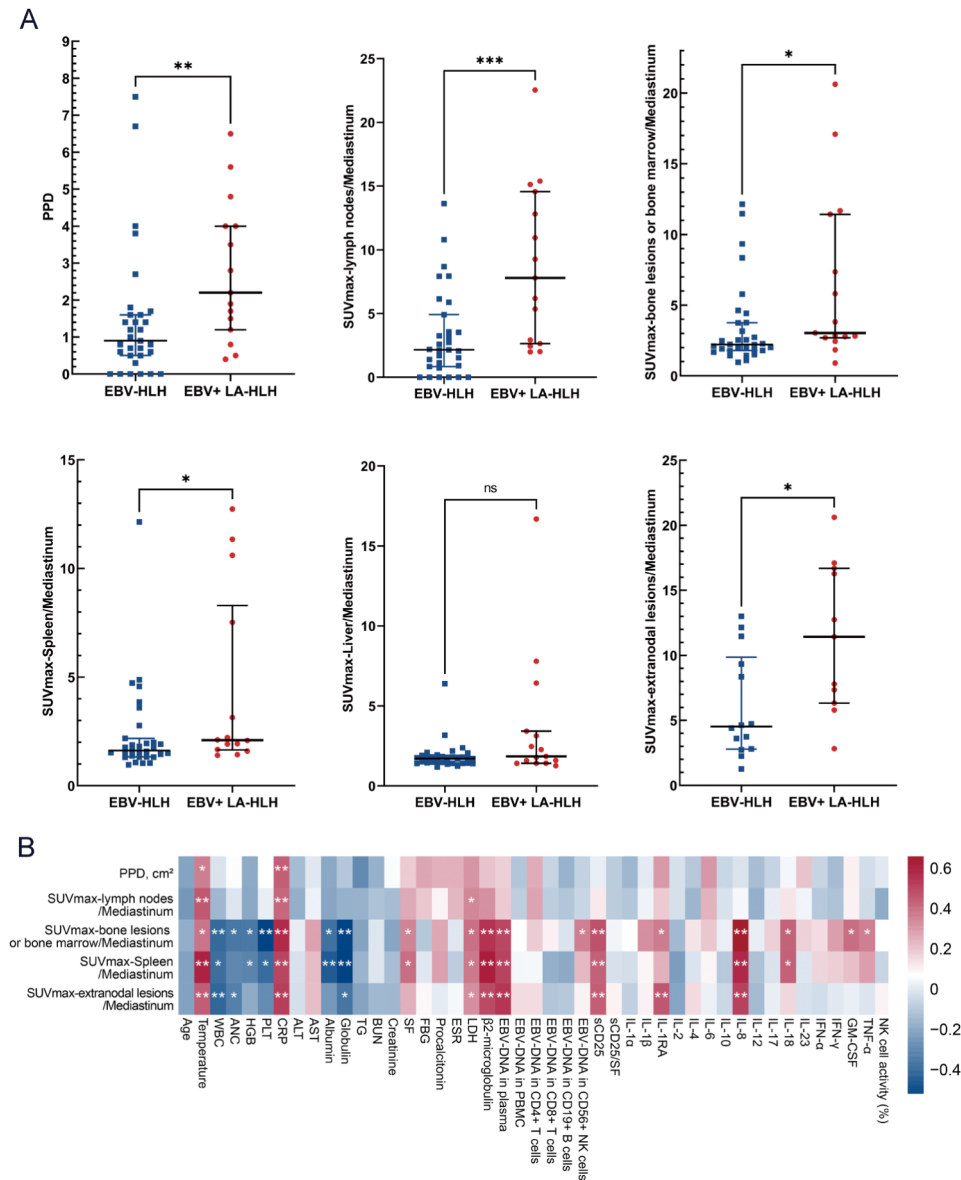 A
**
PPD
9
8
7
6
5
4
3
2
1
0
EBV-HLH
EBV+ LA-HLH
***
SUVmax-lymph nodes/Mediastinum
25
20
15
10
5
0
EBV-HLH
EBV+ LA-HLH
*
SUVmax-bone lesions or bone marrow/Mediastinum
20
15
10
5
0
EBV-HLH
EBV+ LA-HLH
*
SUVmax-Spleen/Mediastinum
15
10
5
0
EBV-HLH
EBV+ LA-HLH
ns
SUVmax-Liver/Mediastinum
20
15
10
5
0
EBV-HLH
EBV+ LA-HLH
*
SUVmax-extranodal lesions/Mediastinum
25
20
15
10
5
0
EBV-HLH
EBV+ LA-HLH
B
PPD, cm²
* **
SUVmax-lymph nodes
/Mediastinum
** ** *
SUVmax-bone lesions
or bone marrow/Mediastinum
* ** * * ** ** * ** * * ** ** * ** * ** * * *
SUVmax-Spleen
/Mediastinum
** * * * ** ** ** * * ** ** ** ** *
SUVmax-extranodal lesions
/Mediastinum
** ** * ** * * ** ** ** ** **
Age
Temperature
WBC
ANC
HGB
PLT
CRP
ALT
AST
Albumin
Globulin
TG
BUN
Creatinine
SF
FBG
Procalcitonin
ESR
LDH
β2-microglobulin
EBV-DNA in plasma
EBV-DNA in PBMC
EBV-DNA in CD4+ T cells
EBV-DNA in CD8+ T cells
EBV-DNA in CD19+ B cells
EBV-DNA in CD56+ NK cells
sCD25
sCD25/SF
IL-1α
IL-1β
IL-1RA
IL-2
IL-4
IL-6
IL-10
IL-8
IL-12
IL-17
IL-18
IL-23
IFN-α
IFN-γ
GM-CSF
TNF-α
NK cell activity (%)
0.6
0.4
0.2
0
−0.2
−0.4